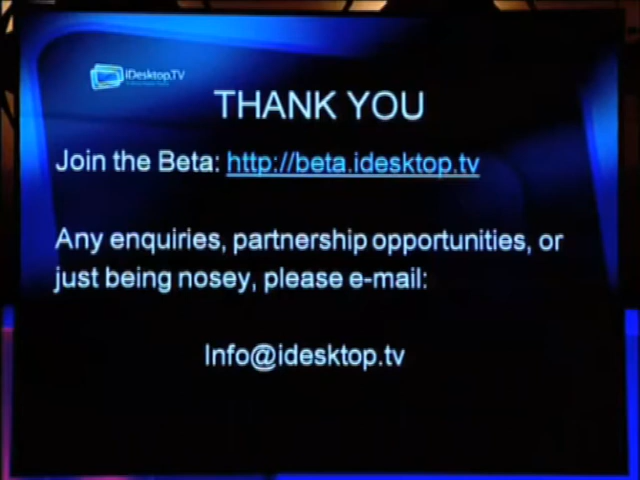 iDesktop.TV
THANK YOU
Join the Beta: http://beta.idesktop.tv
Any enquiries, partnership opportunities, or
just being nosey, please e-mail:
Info@idesktop.tv